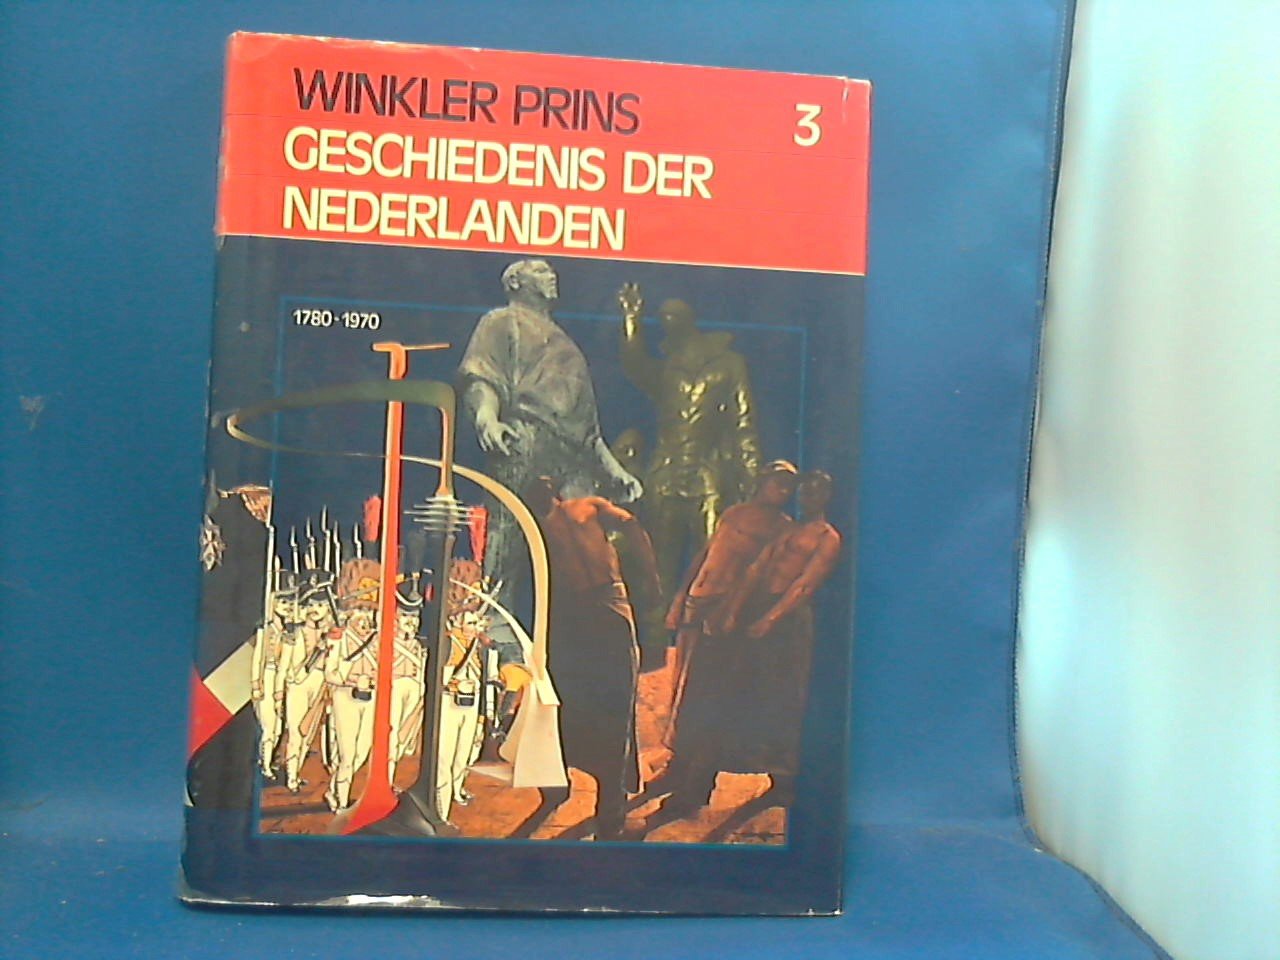 WINKLER PRINS
3
GESCHIEDENIS DER
NEDERLANDEN
1780-1970